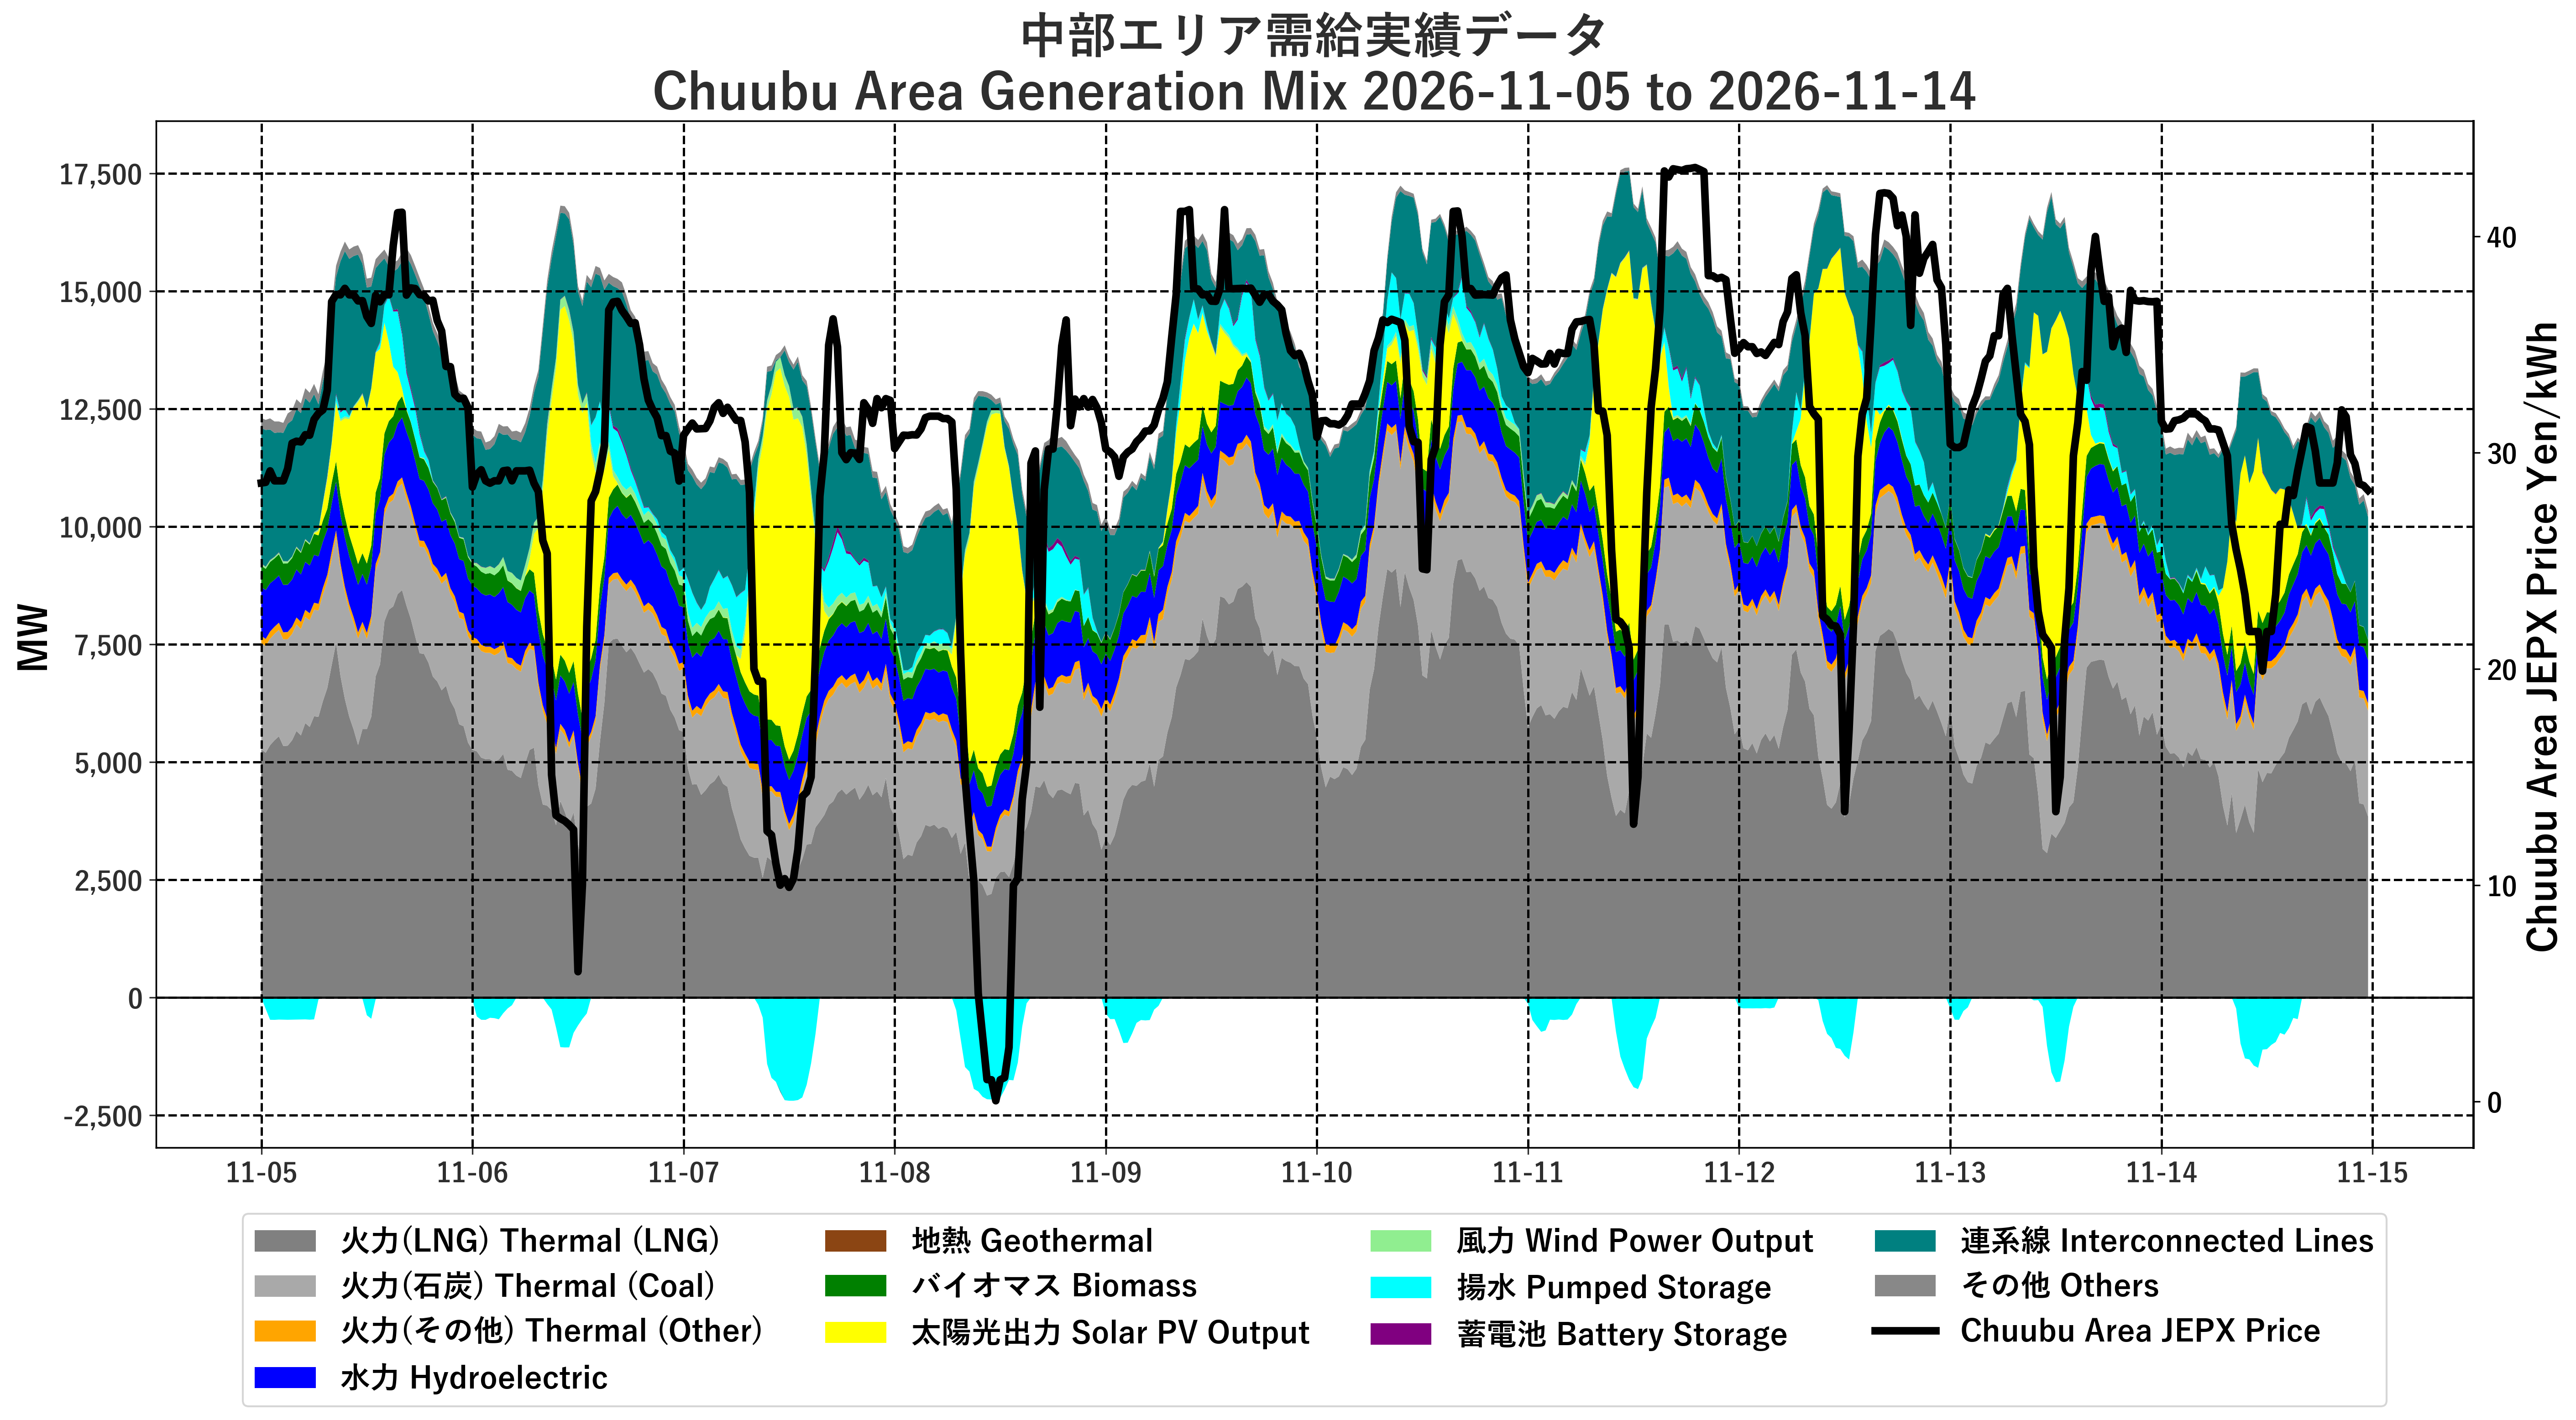 中部エリア需給実績データ
Chuubu Area Generation Mix 2026-11-05 to 2026-11-14
17,500
15,000
12,500
10,000
7,500
5,000
2,500
0
-2,500
MW
40
30
20
10
0
Chuubu Area JEPX Price Yen/kWh
11-05 11-06 11-07 11-08 11-09 11-10 11-11 11-12 11-13 11-14 11-15
火力(LNG) Thermal (LNG)
火力(石炭) Thermal (Coal)
火力(その他) Thermal (Other)
水力 Hydroelectric
地熱 Geothermal
バイオマス Biomass
太陽光出力 Solar PV Output
風力 Wind Power Output
揚水 Pumped Storage
蓄電池 Battery Storage
連系線 Interconnected Lines
その他 Others
Chuubu Area JEPX Price